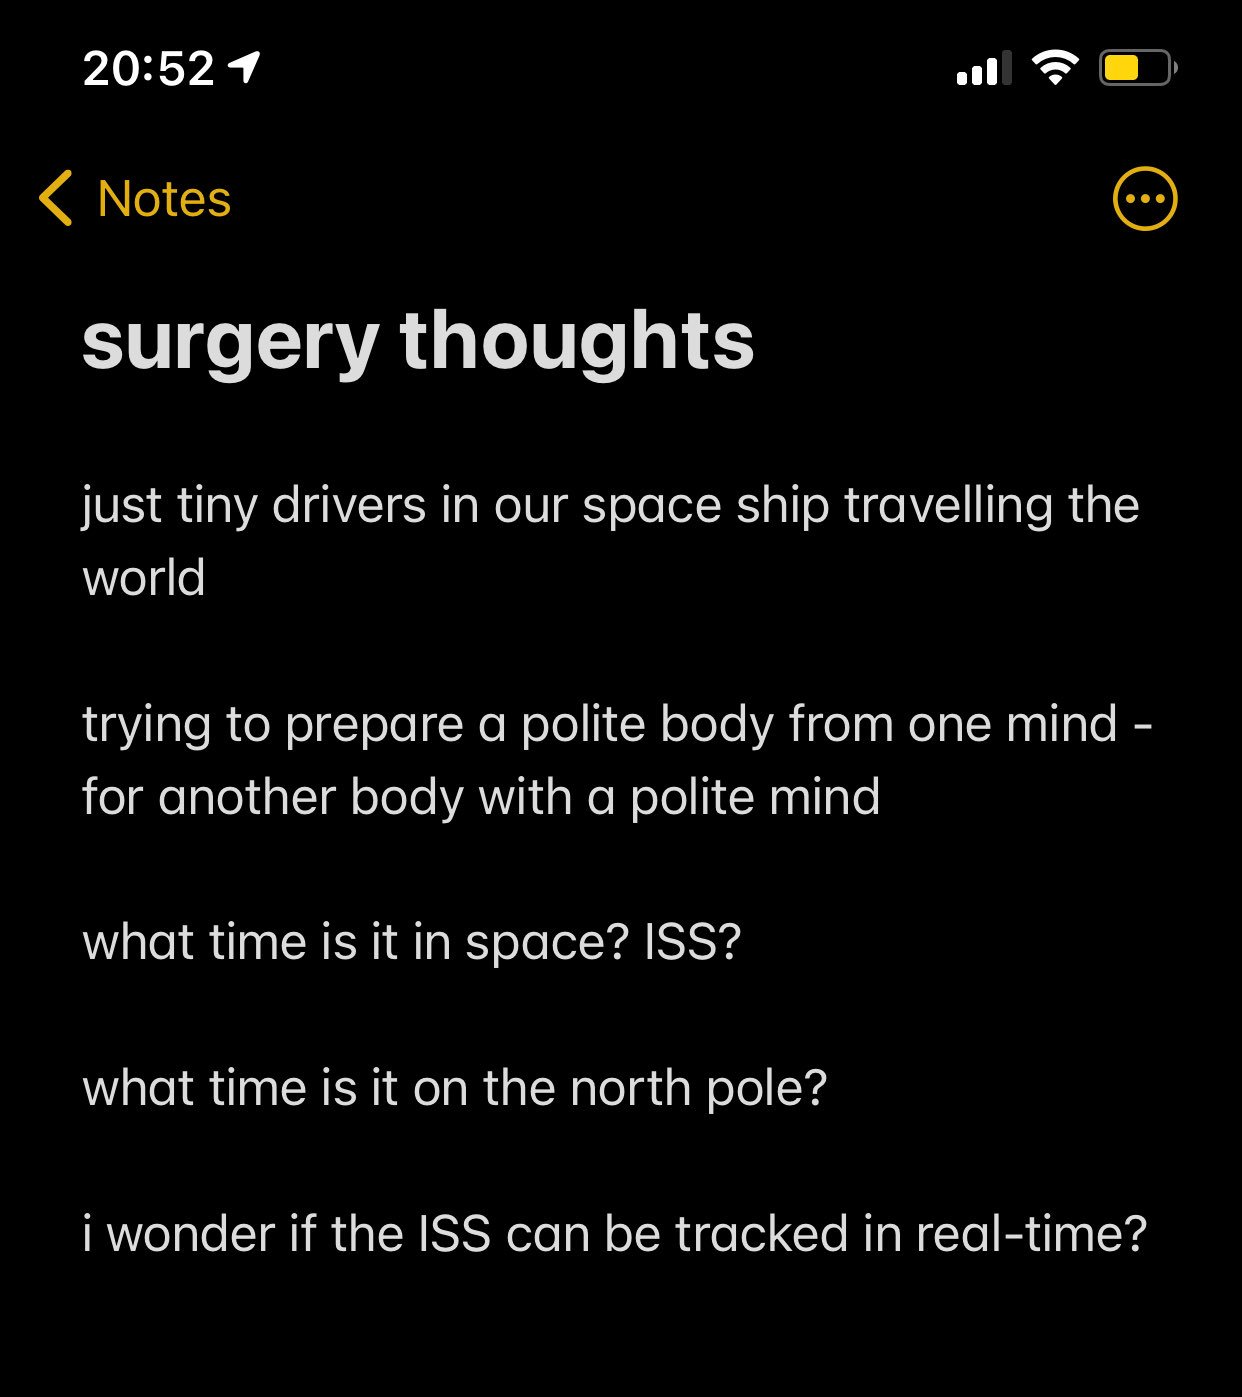 20:52
Notes
surgery thoughts
just tiny drivers in our space ship travelling the
world
trying to prepare a polite body from one mind -
for another body with a polite mind
what time is it in space? ISS?
what time is it on the north pole?
i wonder if the ISS can be tracked in real-time?